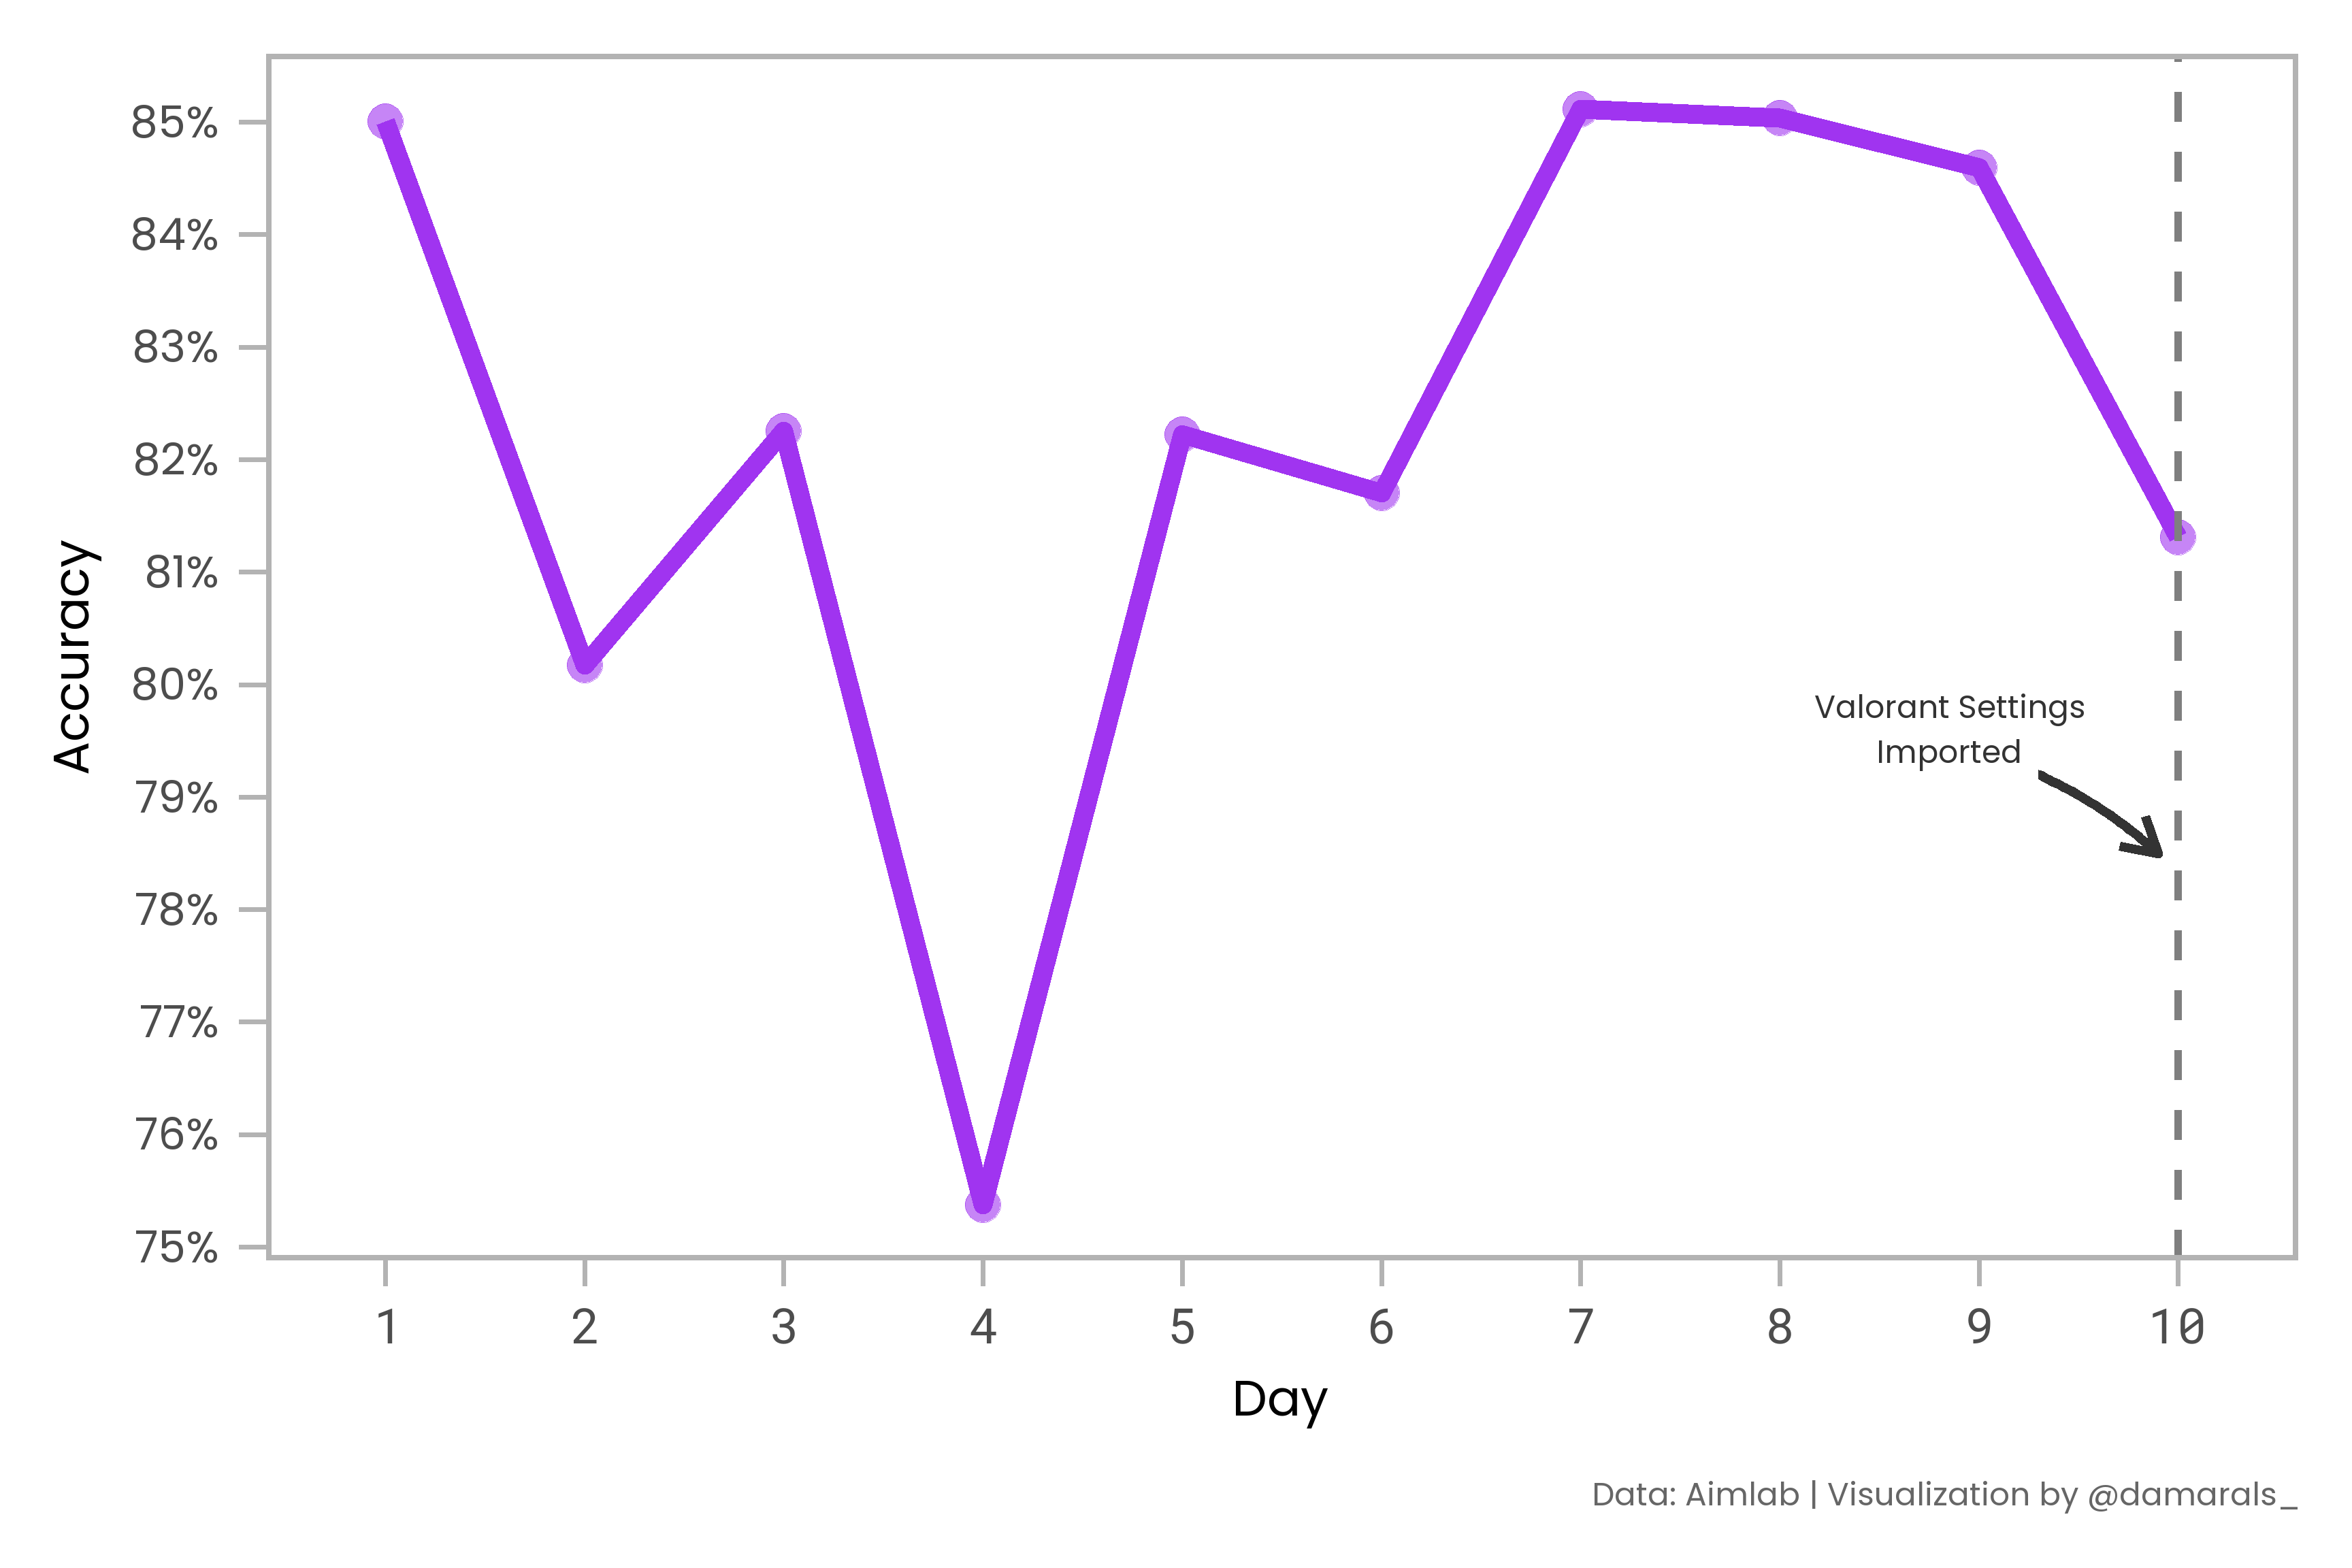 Accuracy
85%
84%
83%
82%
81%
80%
79%
78%
77%
76%
75%
Valorant Settings
Imported
1 2 3 4 5 6 7 8 9 10
Day
Data: Aimlab | Visualization by @damarals_